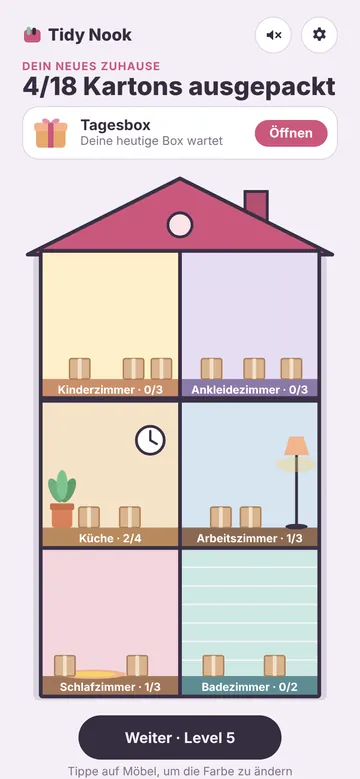 Tidy Nook
DEIN NEUES ZUHAUSE
4/18 Kartons ausgepackt
Tagesbox
Deine heutige Box wartet
Öffnen
Kinderzimmer · 0/3
Ankleidezimmer · 0/3
Küche · 2/4
Arbeitszimmer · 1/3
Schlafzimmer · 1/3
Badezimmer · 0/2
Weiter · Level 5
Tippe auf Möbel, um die Farbe zu ändern